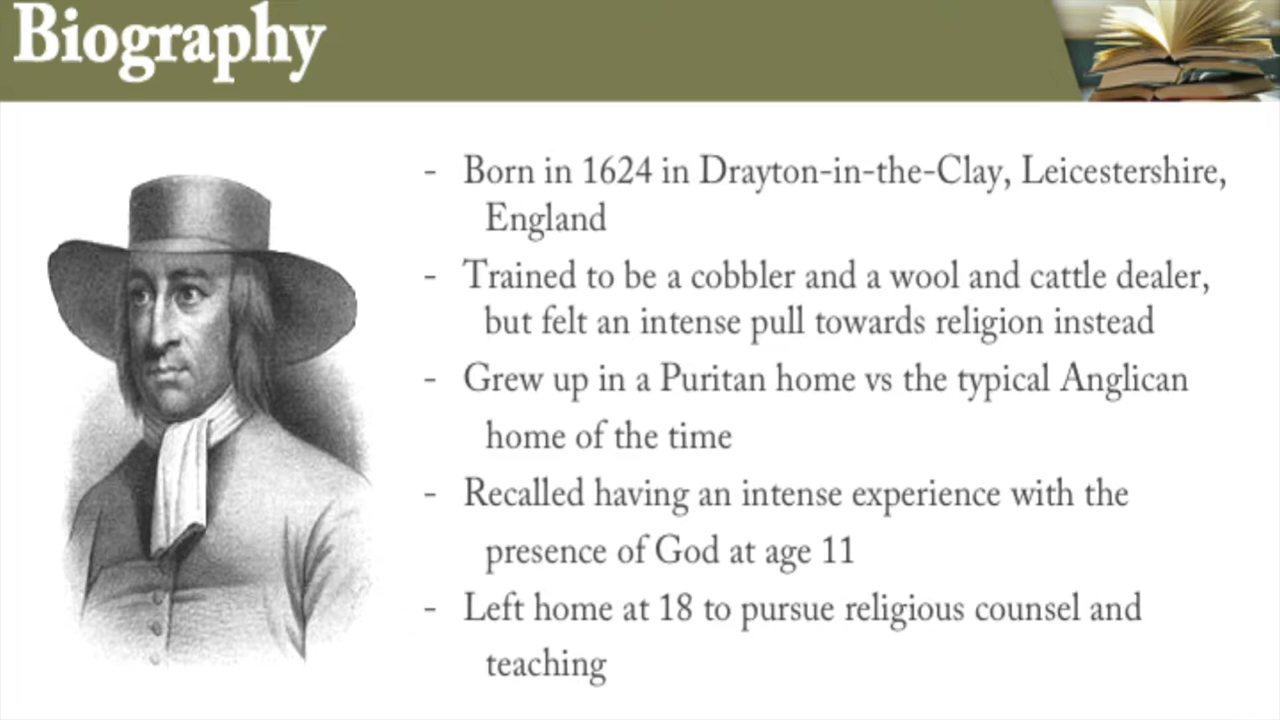 Biography
- Born in 1624 in Drayton-in-the-Clay, Leicestershire,
England
- Trained to be a cobbler and a wool and cattle dealer,
but felt an intense pull towards religion instead
- Grew up in a Puritan home vs the typical Anglican
home of the time
- Recalled having an intense experience with the
presence of God at age 11
- Left home at 18 to pursue religious counsel and
teaching